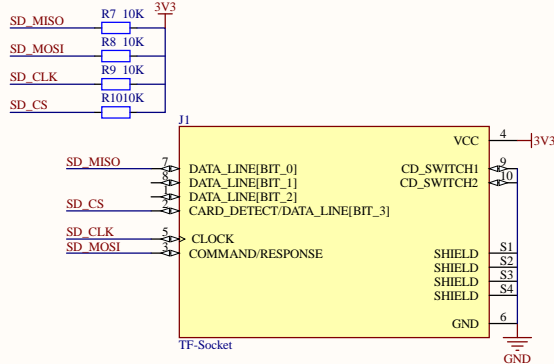 3V3
R7 10K
SD_MISO
R8 10K
SD_MOSI
R9 10K
SD_CLK
R10 10K
SD_CS
J1
VCC 4 3V3
SD_MISO 7 DATA_LINE[BIT_0] CD_SWITCH1 9
8 DATA_LINE[BIT_1] CD_SWITCH2 10
1 DATA_LINE[BIT_2]
SD_CS 2 CARD_DETECT/DATA_LINE[BIT_3]
SD_CLK 5 CLOCK
SD_MOSI 3 COMMAND/RESPONSE SHIELD S1
SHIELD S2
SHIELD S3
SHIELD S4
GND 6
TF-Socket
GND